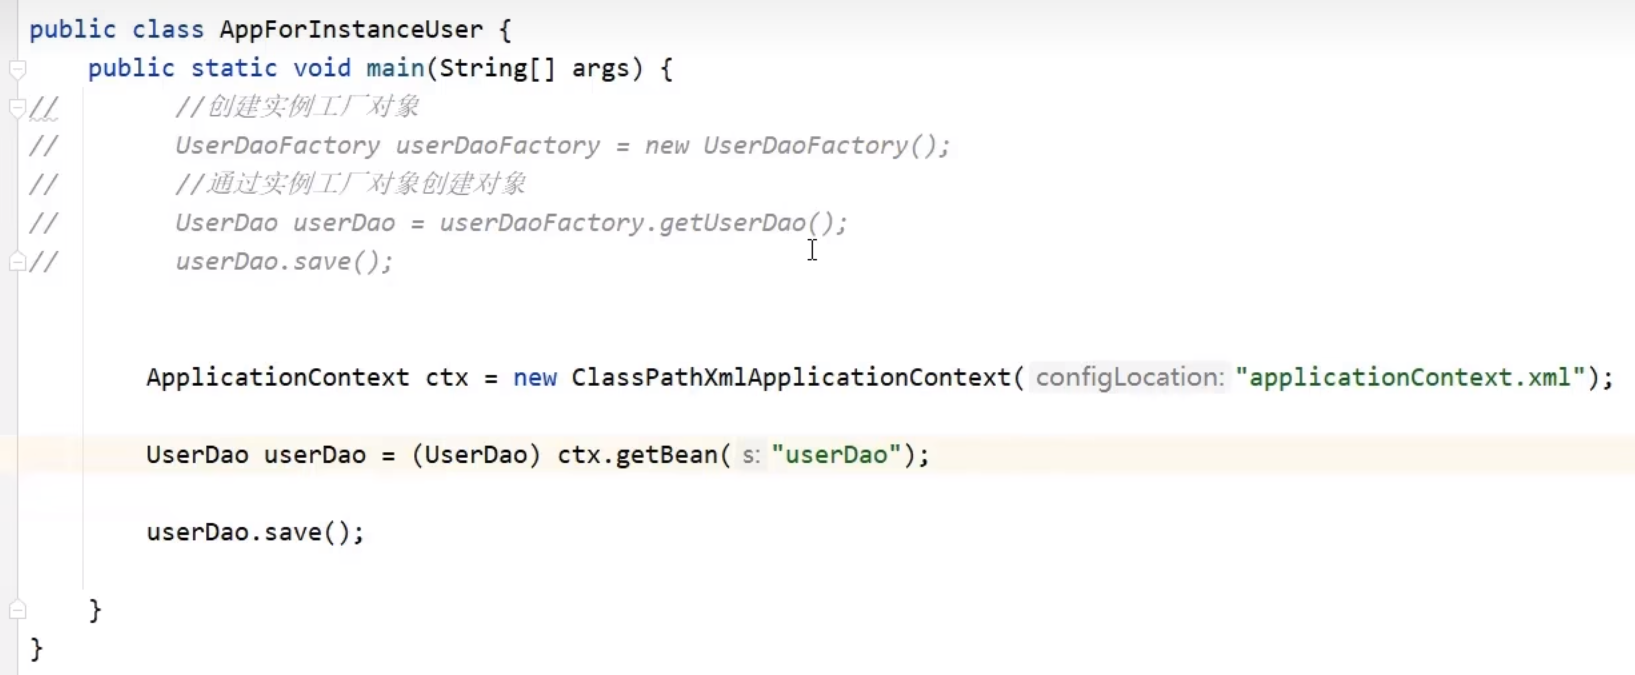 public class AppForInstanceUser {
public static void main(String[] args) {
// //创建实例工厂对象
// UserDaoFactory userDaoFactory = new UserDaoFactory();
// //通过实例工厂对象创建对象
// UserDao userDao = userDaoFactory.getUserDao();
// userDao.save();
ApplicationContext ctx = new ClassPathXmlApplicationContext( configLocation: "applicationContext.xml");
UserDao userDao = (UserDao) ctx.getBean( s: "userDao");
userDao.save();
}
}